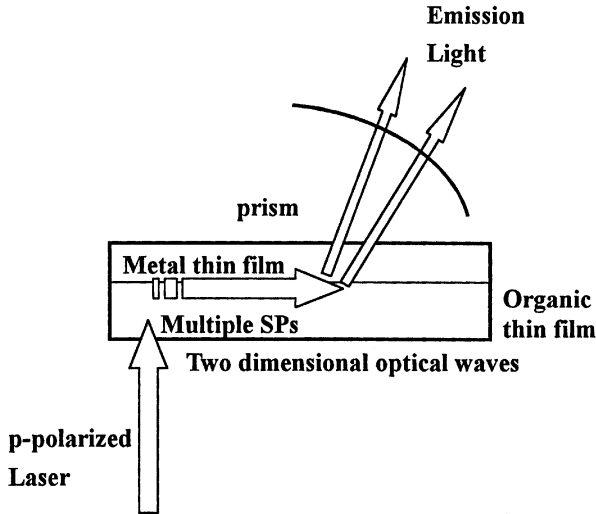 Emission
Light
prism
Metal thin film
Organic
thin film
Multiple SPs
Two dimensional optical waves
p-polarized
Laser